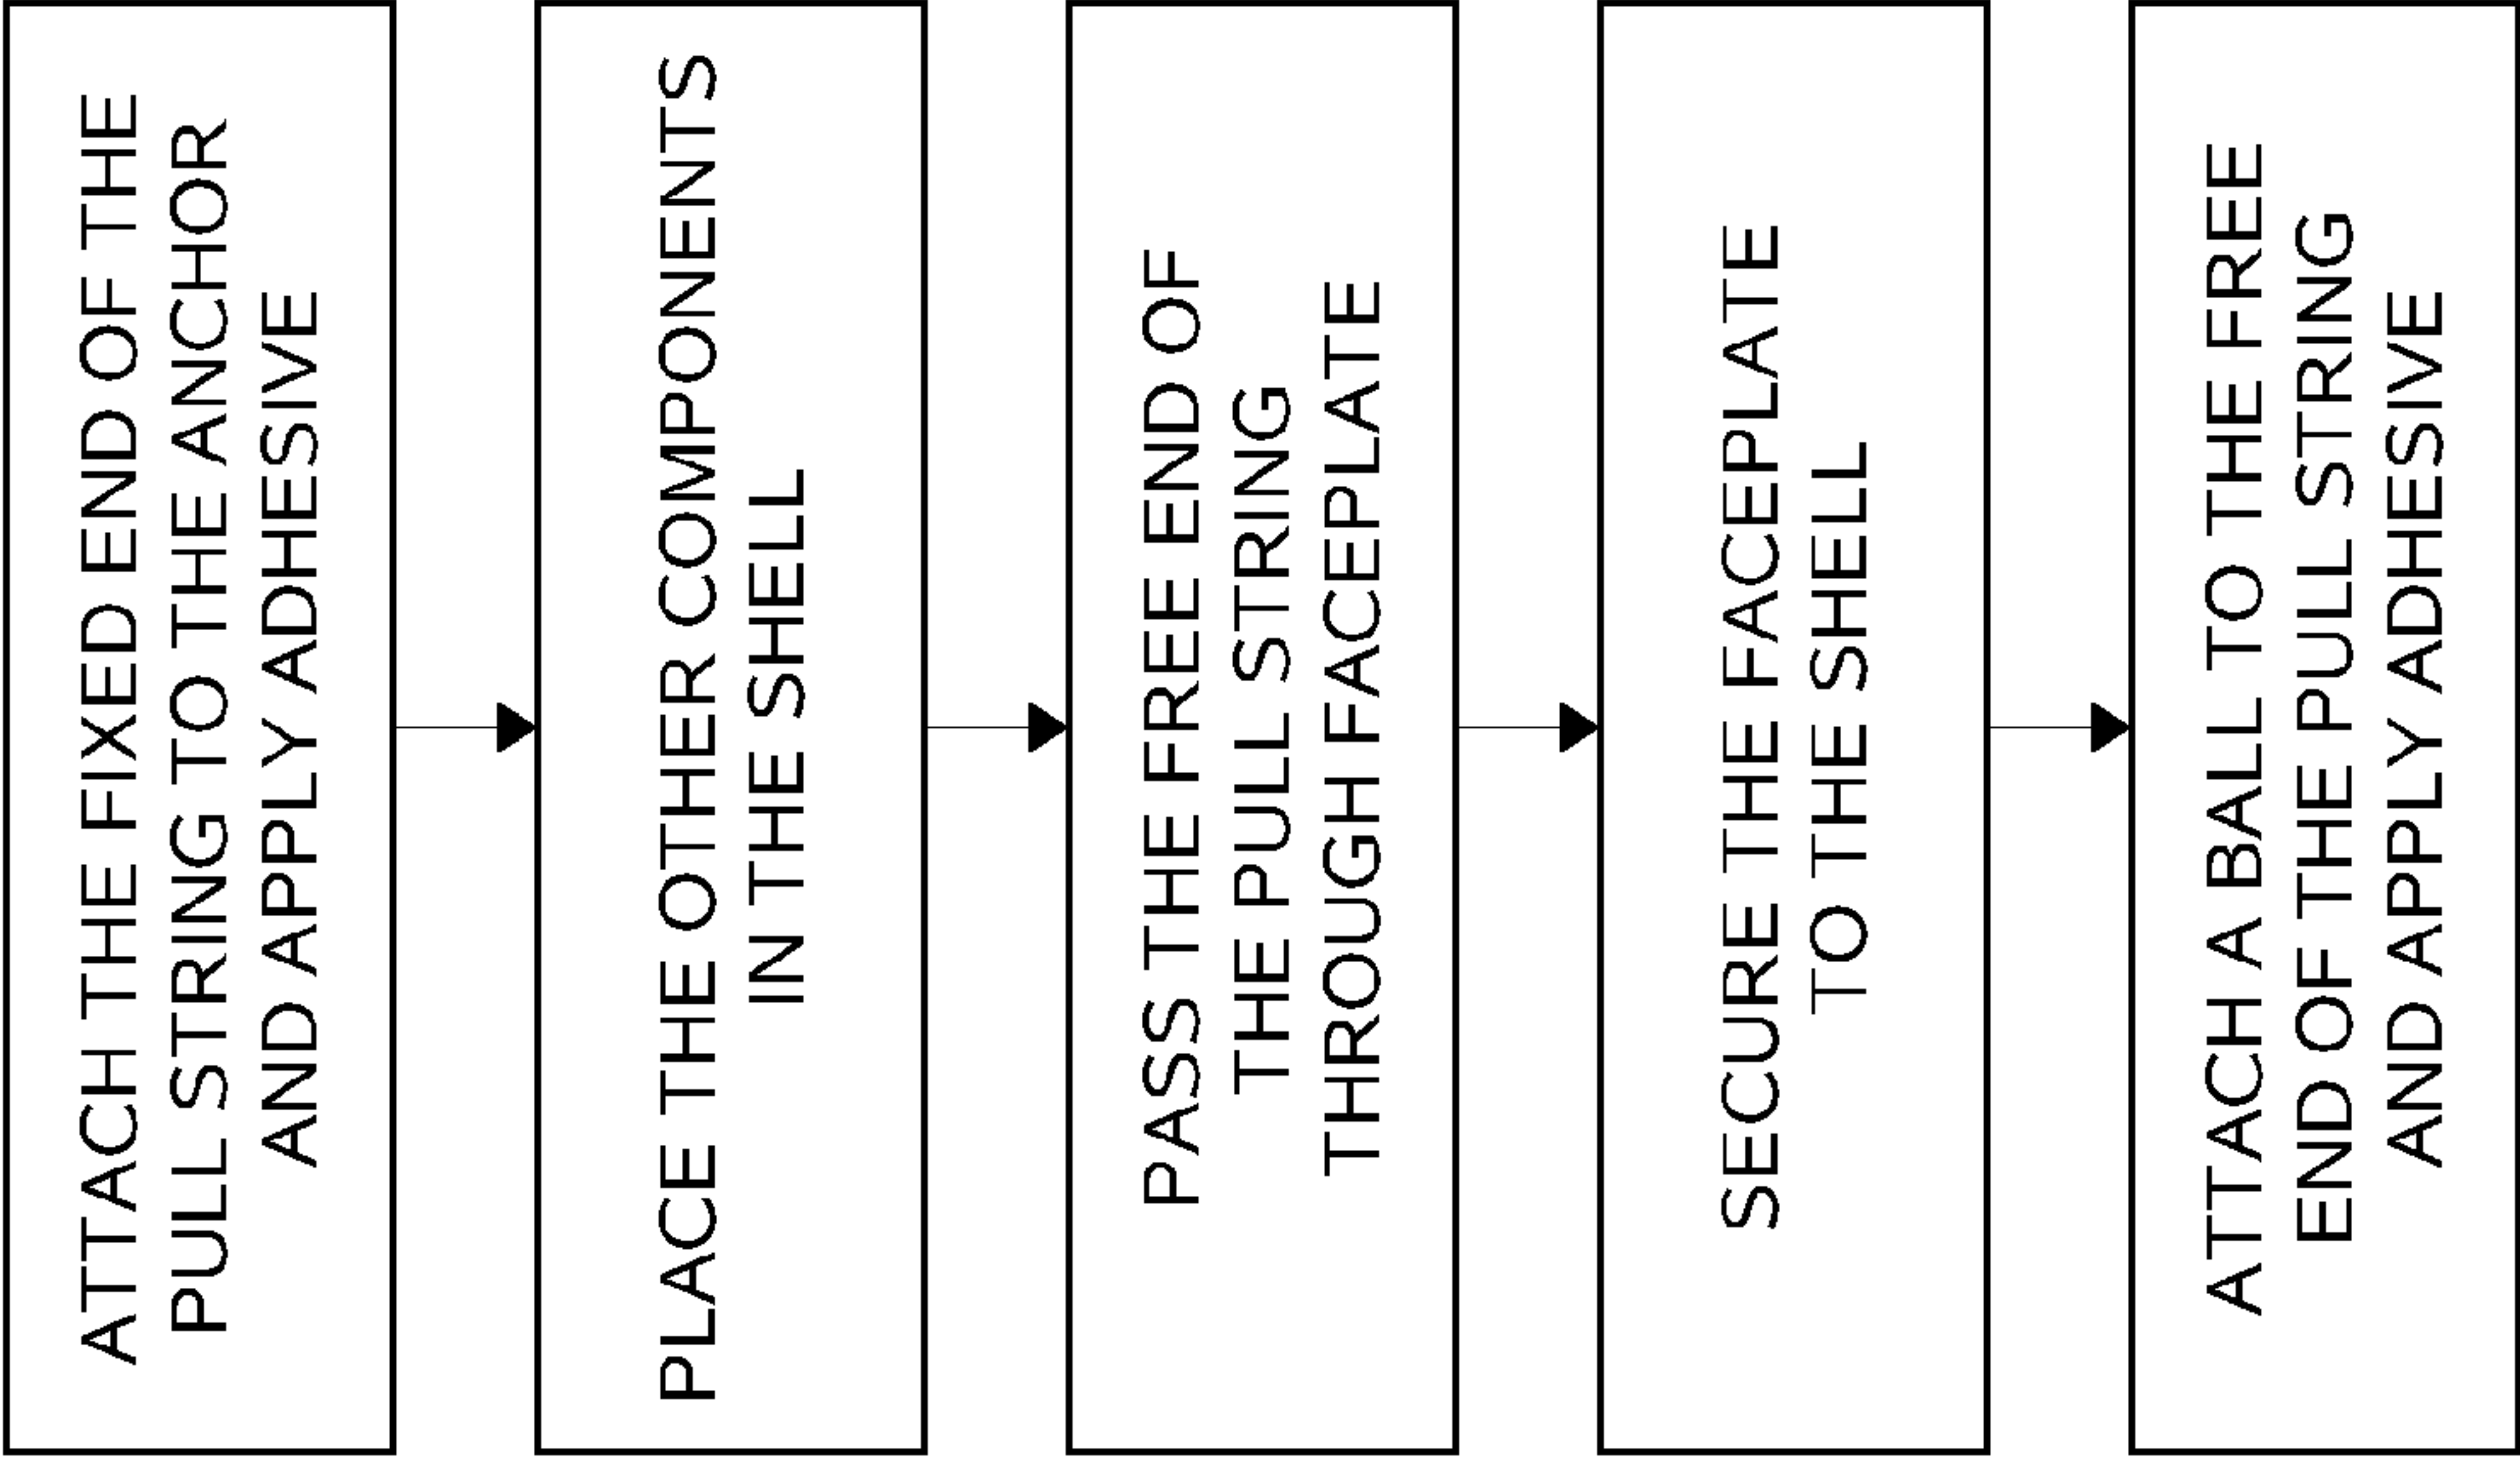 ATTACH THE FIXED END OF THE
PULL STRING TO THE ANCHOR
AND APPLY ADHESIVE
PLACE THE OTHER COMPONENTS
IN THE SHELL
PASS THE FREE END OF
THE PULL STRING
THROUGH FACEPLATE
SECURE THE FACEPLATE
TO THE SHELL
ATTACH A BALL TO THE FREE
END OF THE PULL STRING
AND APPLY ADHESIVE